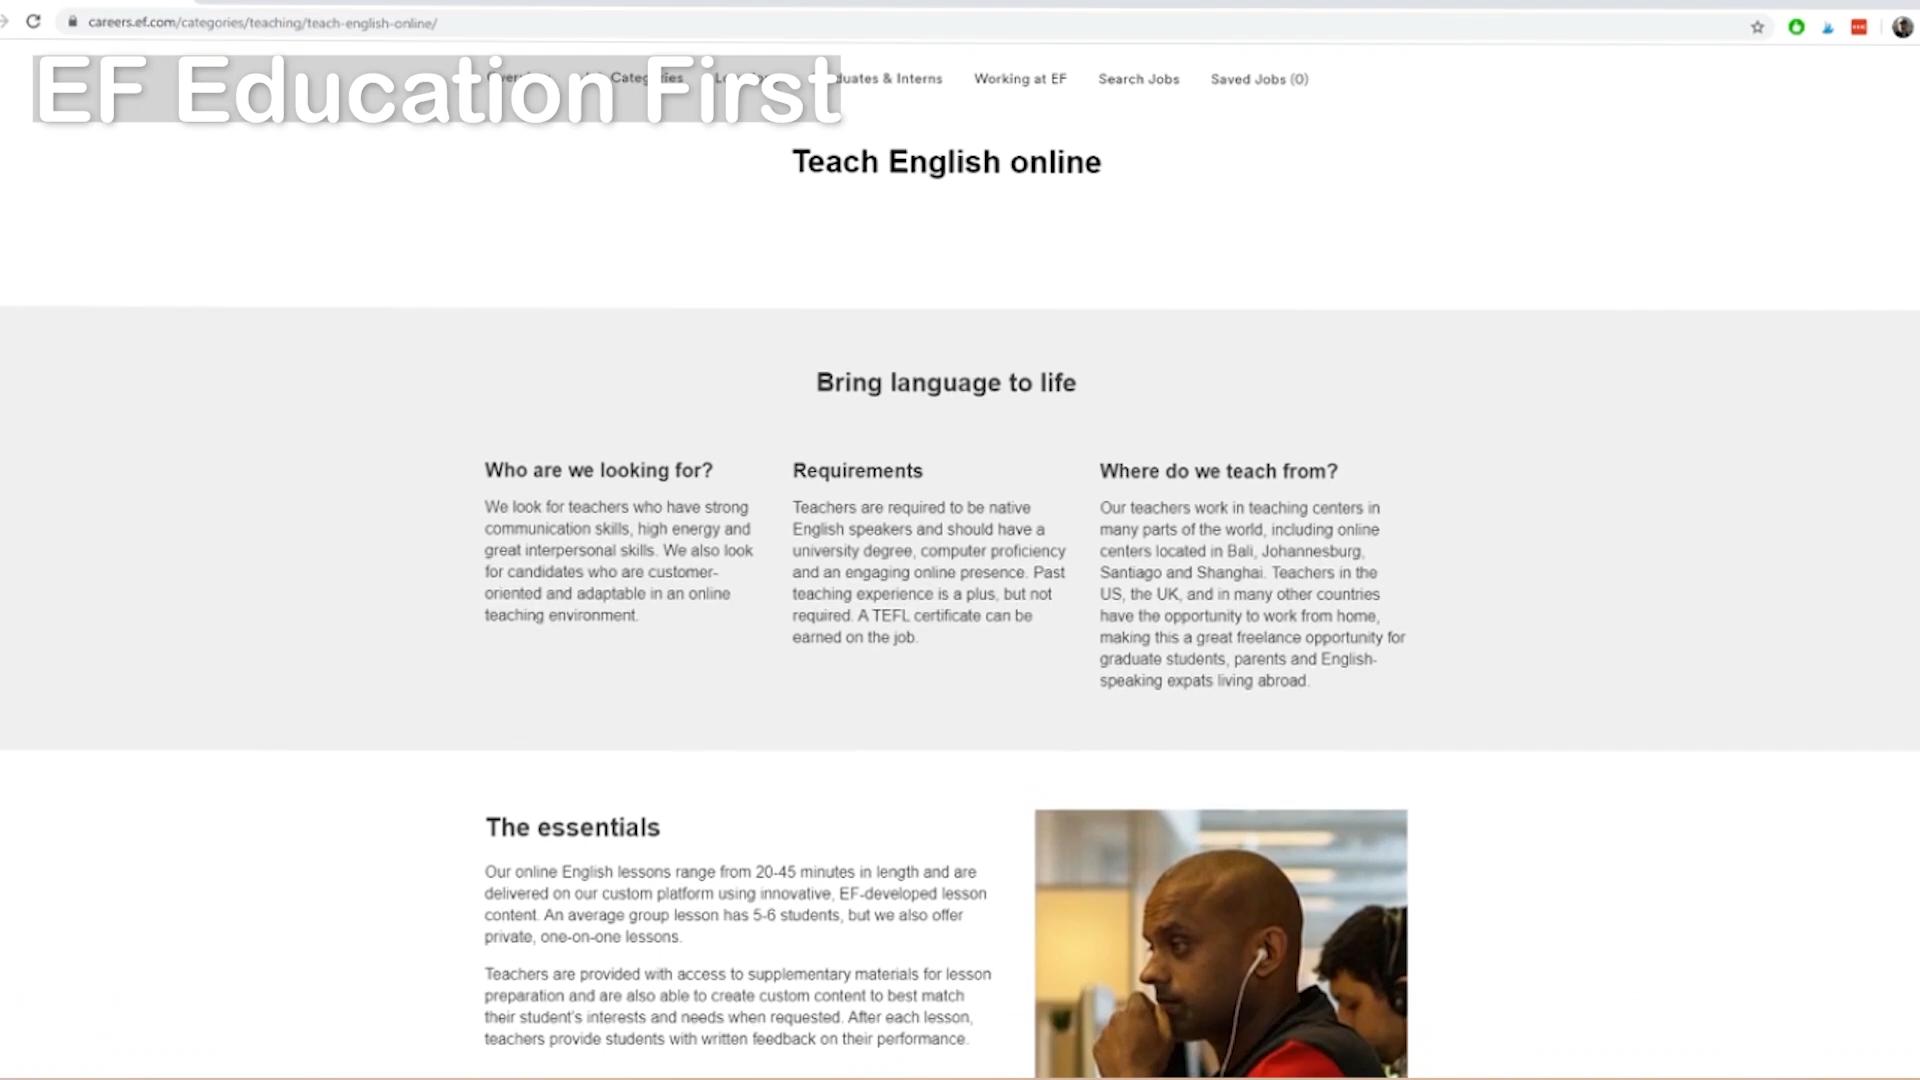 careers.ef.com/categories/teaching/teach-english-online/
EF Education First
Categories
Graduates & Interns
Working at EF
Search Jobs
Saved Jobs (0)
Teach English online
Bring language to life
Who are we looking for?
We look for teachers who have strong
communication skills, high energy and
great interpersonal skills. We also look
for candidates who are customer-
oriented and adaptable in an online
teaching environment.
Requirements
Teachers are required to be native
English speakers and should have a
university degree, computer proficiency
and an engaging online presence. Past
teaching experience is a plus, but not
required. A TEFL certificate can be
earned on the job.
Where do we teach from?
Our teachers work in teaching centers in
many parts of the world, including online
centers located in Bali, Johannesburg,
Santiago and Shanghai. Teachers in the
US, the UK, and in many other countries
have the opportunity to work from home,
making this a great freelance opportunity for
graduate students, parents and English-
speaking expats living abroad.
The essentials
Our online English lessons range from 20-45 minutes in length and are
delivered on our custom platform using innovative, EF-developed lesson
content. An average group lesson has 5-6 students, but we also offer
private, one-on-one lessons.
Teachers are provided with access to supplementary materials for lesson
preparation and are also able to create custom content to best match
their student's interests and needs when requested. After each lesson,
teachers provide students with written feedback on their performance.